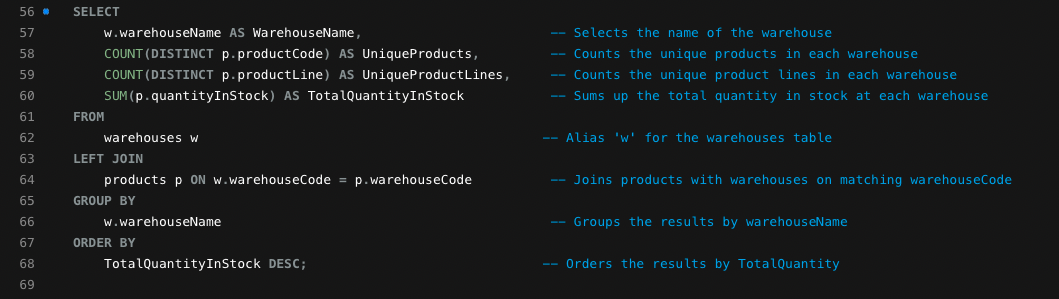 56 SELECT
57 w.warehouseName AS WarehouseName, -- Selects the name of the warehouse
58 COUNT(DISTINCT p.productCode) AS UniqueProducts, -- Counts the unique products in each warehouse
59 COUNT(DISTINCT p.productLine) AS UniqueProductLines, -- Counts the unique product lines in each warehouse
60 SUM(p.quantityInStock) AS TotalQuantityInStock -- Sums up the total quantity in stock at each warehouse
61 FROM
62 warehouses w -- Alias 'w' for the warehouses table
63 LEFT JOIN
64 products p ON w.warehouseCode = p.warehouseCode -- Joins products with warehouses on matching warehouseCode
65 GROUP BY
66 w.warehouseName -- Groups the results by warehouseName
67 ORDER BY
68 TotalQuantityInStock DESC; -- Orders the results by TotalQuantity
69